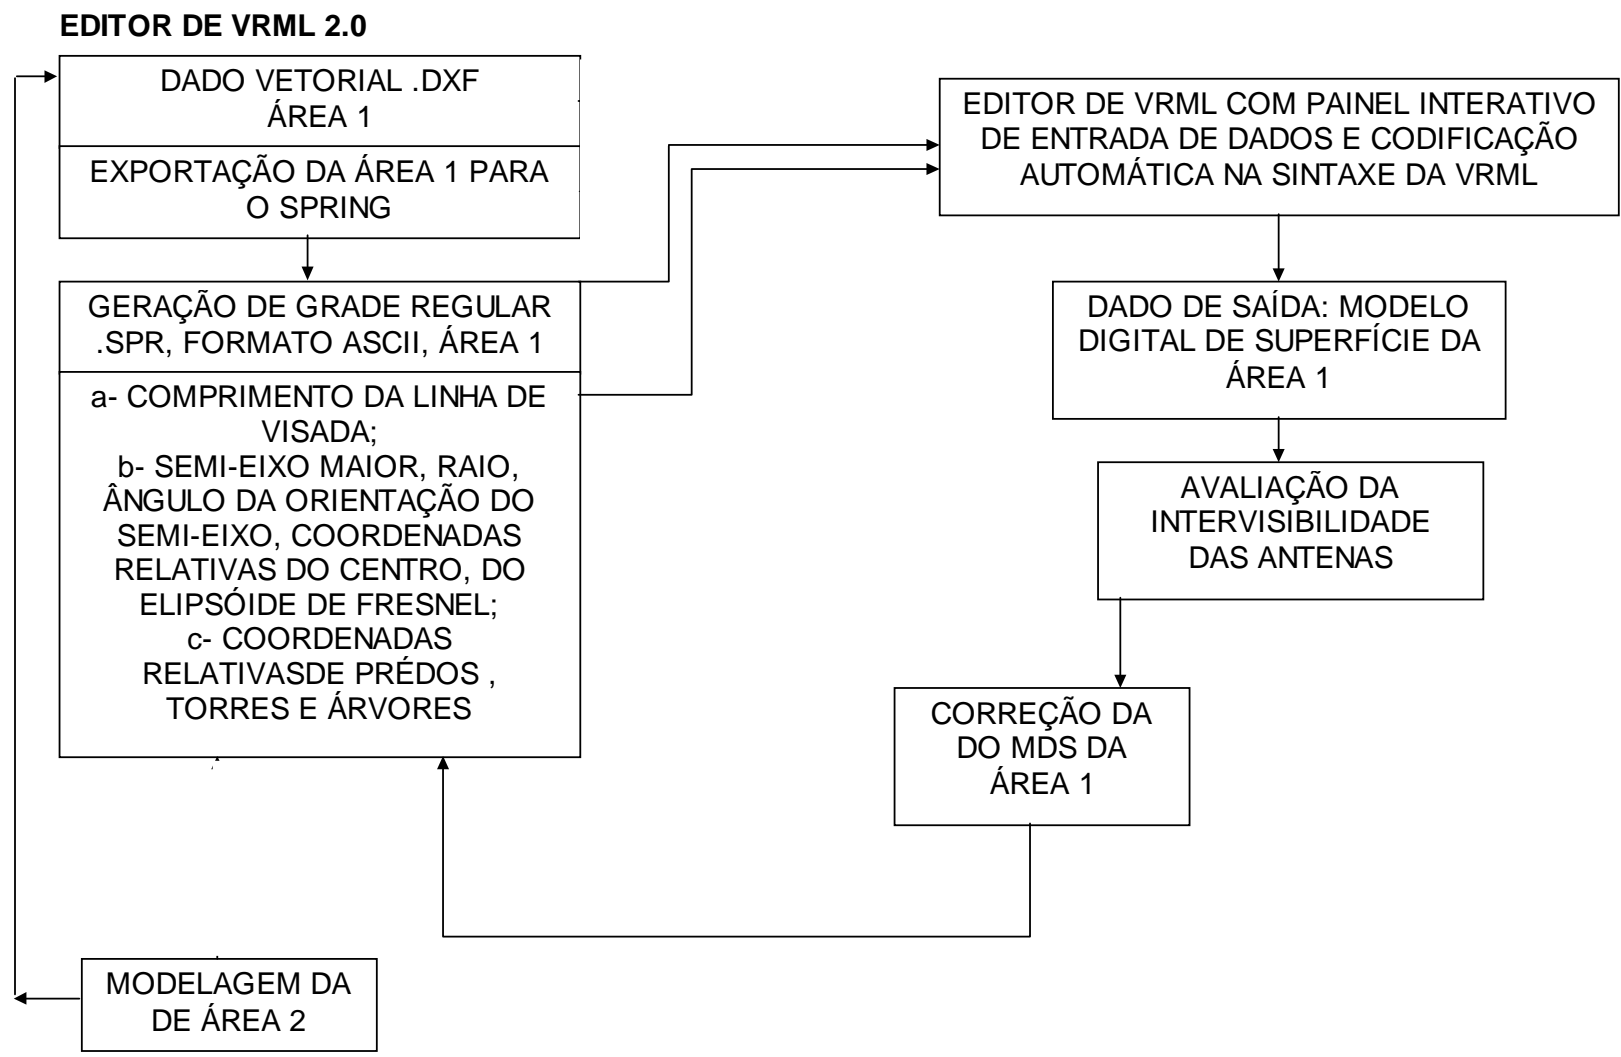 EDITOR DE VRML 2.0
DADO VETORIAL .DXF
ÁREA 1
EXPORTAÇÃO DA ÁREA 1 PARA
O SPRING
GERAÇÃO DE GRADE REGULAR
.SPR, FORMATO ASCII, ÁREA 1
a- COMPRIMENTO DA LINHA DE
VISADA;
b- SEMI-EIXO MAIOR, RAIO,
ÂNGULO DA ORIENTAÇÃO DO
SEMI-EIXO, COORDENADAS
RELATIVAS DO CENTRO, DO
ELIPSÓIDE DE FRESNEL;
c- COORDENADAS
RELATIVASDE PRÉDOS ,
TORRES E ÁRVORES
EDITOR DE VRML COM PAINEL INTERATIVO
DE ENTRADA DE DADOS E CODIFICAÇÃO
AUTOMÁTICA NA SINTAXE DA VRML
DADO DE SAÍDA: MODELO
DIGITAL DE SUPERFÍCIE DA
ÁREA 1
AVALIAÇÃO DA
INTERVISIBILIDADE
DAS ANTENAS
CORREÇÃO DA
DO MDS DA
ÁREA 1
MODELAGEM DA
DE ÁREA 2